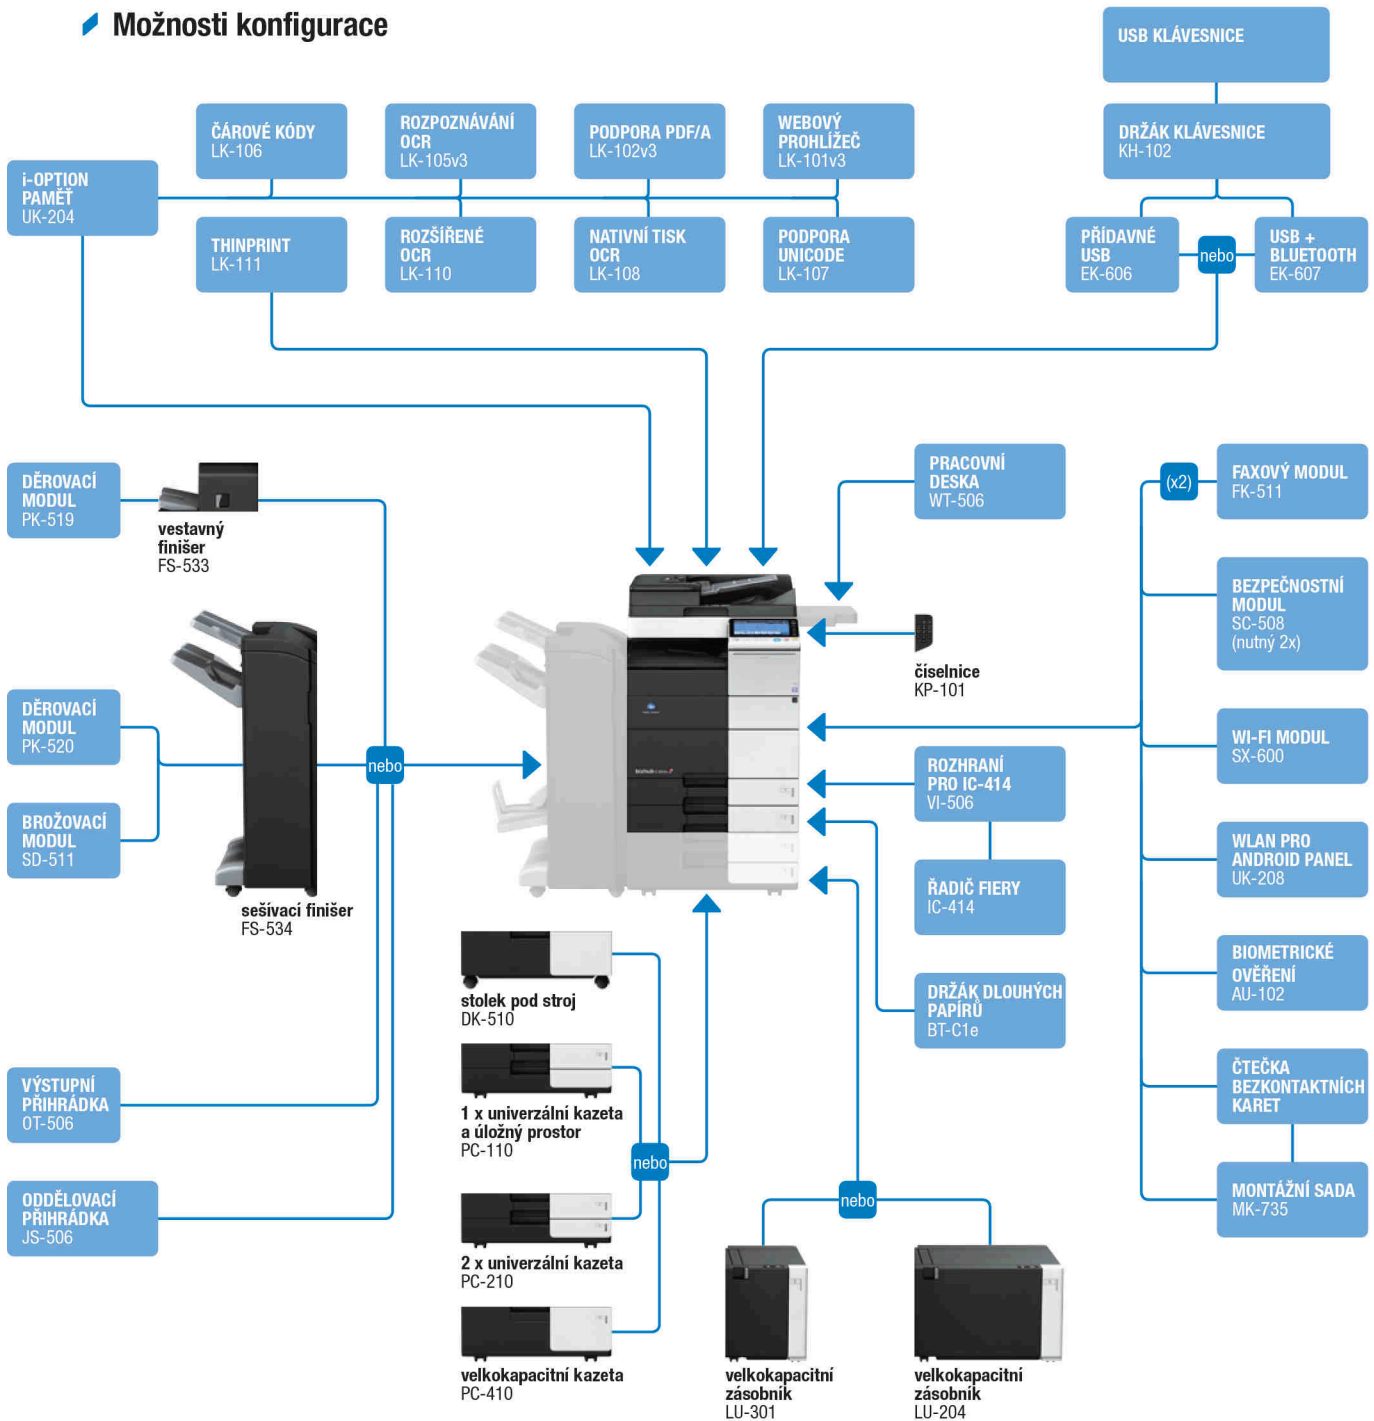 Možnosti konfigurace
USB KLÁVESNICE
ČÁROVÉ KÓDY
LK-106
ROZPOZNÁVÁNÍ
OCR
LK-105v3
PODPORA PDF/A
LK-102v3
WEBOVÝ
PROHLÍŽEČ
LK-101v3
DRŽÁK KLÁVESNICE
KH-102
i-OPTION
PAMĚŤ
UK-204
THINPRINT
LK-111
ROZŠÍŘENÉ
OCR
LK-110
NATIVNÍ TISK
OCR
LK-108
PODPORA
UNICODE
LK-107
PŘÍDAVNÉ
USB
EK-606
nebo
USB +
BLUETOOTH
EK-607
DĚROVACÍ
MODUL
PK-519
vestavný
finišer
FS-533
PRACOVNÍ
DESKA
WT-506
(x2)
FAXOVÝ MODUL
FK-511
BEZPEČNOSTNÍ
MODUL
SC-508
(nutný 2x)
číselnice
KP-101
DĚROVACÍ
MODUL
PK-520
nebo
WI-FI MODUL
SX-600
ROZHRANÍ
PRO IC-414
VI-506
BROŽOVACÍ
MODUL
SD-511
WLAN PRO
ANDROID PANEL
UK-208
ŘADIČ FIERY
IC-414
sešívací finišer
FS-534
BIOMETRICKÉ
OVĚŘENÍ
AU-102
stolek pod stroj
DK-510
DRŽÁK DLOUHÝCH
PAPÍRŮ
BT-C1e
VÝSTUPNÍ
PŘIHRÁDKA
OT-506
1 x univerzální kazeta
a úložný prostor
PC-110
nebo
ČTEČKA
BEZKONTAKTNÍCH
KARET
ODDĚLOVACÍ
PŘIHRÁDKA
JS-506
2 x univerzální kazeta
PC-210
nebo
MONTÁŽNÍ SADA
MK-735
velkokapacitní kazeta
PC-410
velkokapacitní
zásobník
LU-301
velkokapacitní
zásobník
LU-204